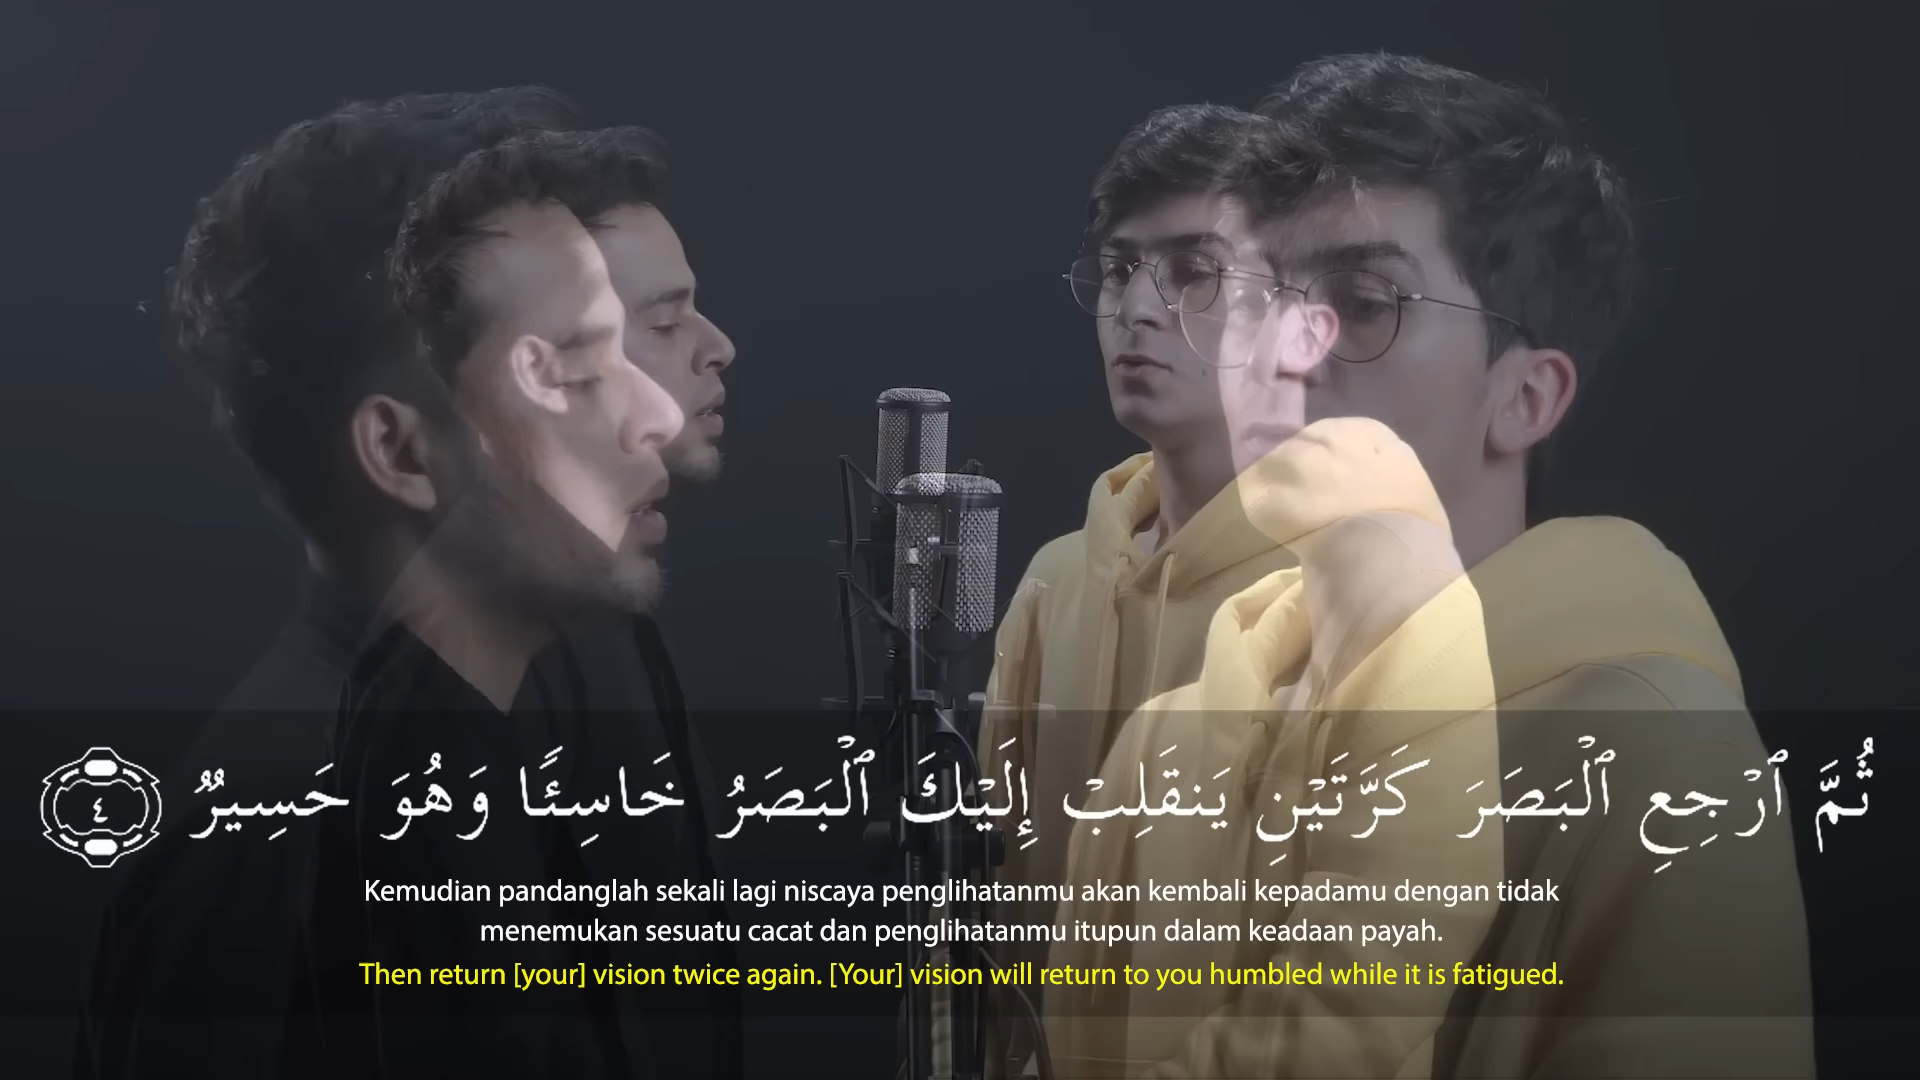 ثُمَّ ٱرْجِعِ ٱلْبَصَرَ كَرَّتَيْنِ يَنقَلِبْ إِلَيْكَ ٱلْبَصَرُ خَاسِئًا وَهُوَ حَسِيرٌ ٤
Kemudian pandanglah sekali lagi niscaya penglihatanmu akan kembali kepadamu dengan tidak
menemukan sesuatu cacat dan penglihatanmu itupun dalam keadaan payah.
Then return [your] vision twice again. [Your] vision will return to you humbled while it is fatigued.